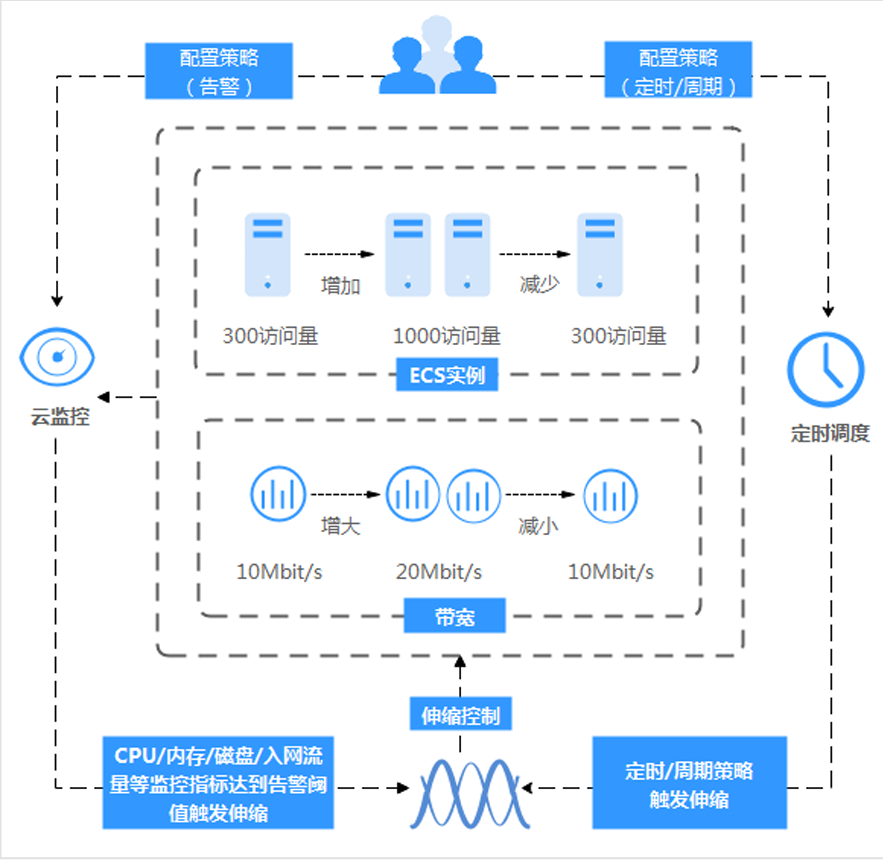 配置策略
（告警）
配置策略
（定时/周期）
增加
减少
300访问量
1000访问量
300访问量
ECS实例
云监控
定时调度
增大
减小
10Mbit/s
20Mbit/s
10Mbit/s
带宽
伸缩控制
CPU/内存/磁盘/入网流
量等监控指标达到告警阈
值触发伸缩
定时/周期策略
触发伸缩